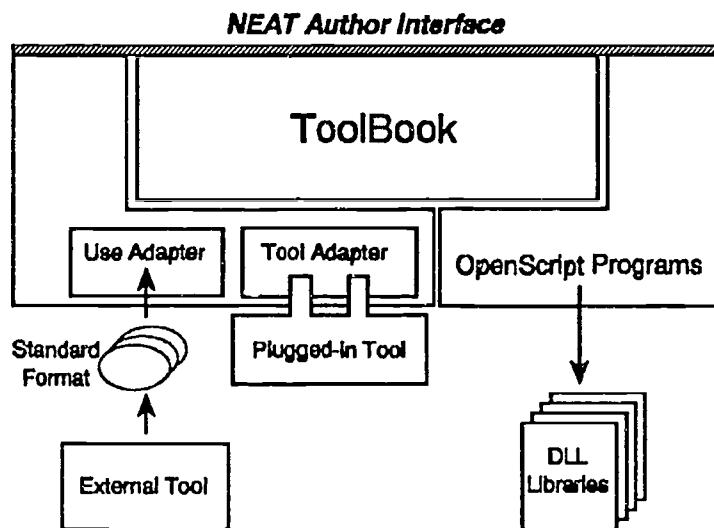 NEAT Author Interface
ToolBook
Use Adapter
Tool Adapter
OpenScript Programs
Standard
Format
Plugged-in Tool
External Tool
DLL
Libraries